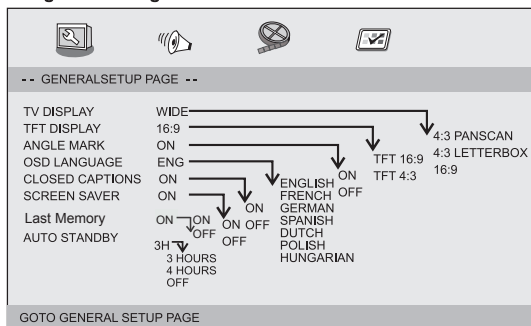 -- GENERALSETUP PAGE --
TV DISPLAY WIDE
TFT DISPLAY 16:9
ANGLE MARK ON
OSD LANGUAGE ENG
CLOSED CAPTIONS ON
SCREEN SAVER ON
Last Memory ON
AUTO STANDBY 3H
4:3 PANSCAN
4:3 LETTERBOX
16:9
TFT 16:9
TFT 4:3
ON
OFF
ENGLISH
FRENCH
GERMAN
SPANISH
DUTCH
POLISH
HUNGARIAN
ON
OFF
ON
OFF
ON
OFF
3 HOURS
4 HOURS
OFF
GOTO GENERAL SETUP PAGE